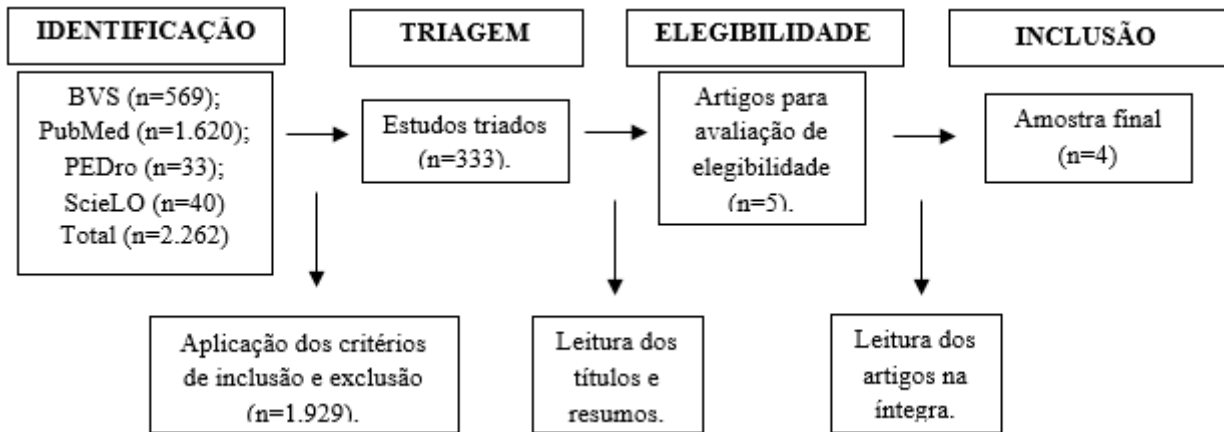 IDENTIFICAÇÃO
BVS (n=569);
PubMed (n=1.620);
PEDro (n=33);
ScieLO (n=40)
Total (n=2.262)
TRIAGEM
Estudos triados
(n=333).
ELEGIBILIDADE
Artigos para
avaliação de
elegibilidade
(n=5).
INCLUSÃO
Amostra final
(n=4)
Aplicação dos critérios
de inclusão e exclusão
(n=1.929).
Leitura dos
títulos e
resumos.
Leitura dos
artigos na
íntegra.